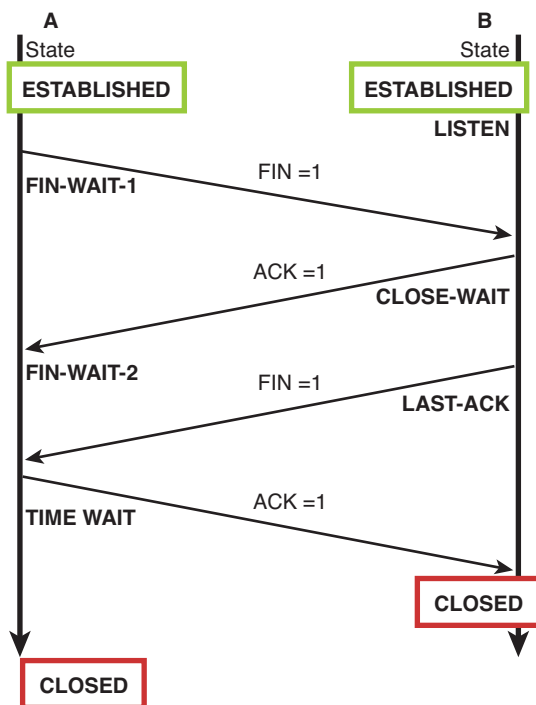 A
B
State
State
ESTABLISHED
ESTABLISHED
LISTEN
FIN =1
FIN-WAIT-1
ACK =1
CLOSE-WAIT
FIN-WAIT-2
FIN =1
LAST-ACK
ACK =1
TIME WAIT
CLOSED
CLOSED